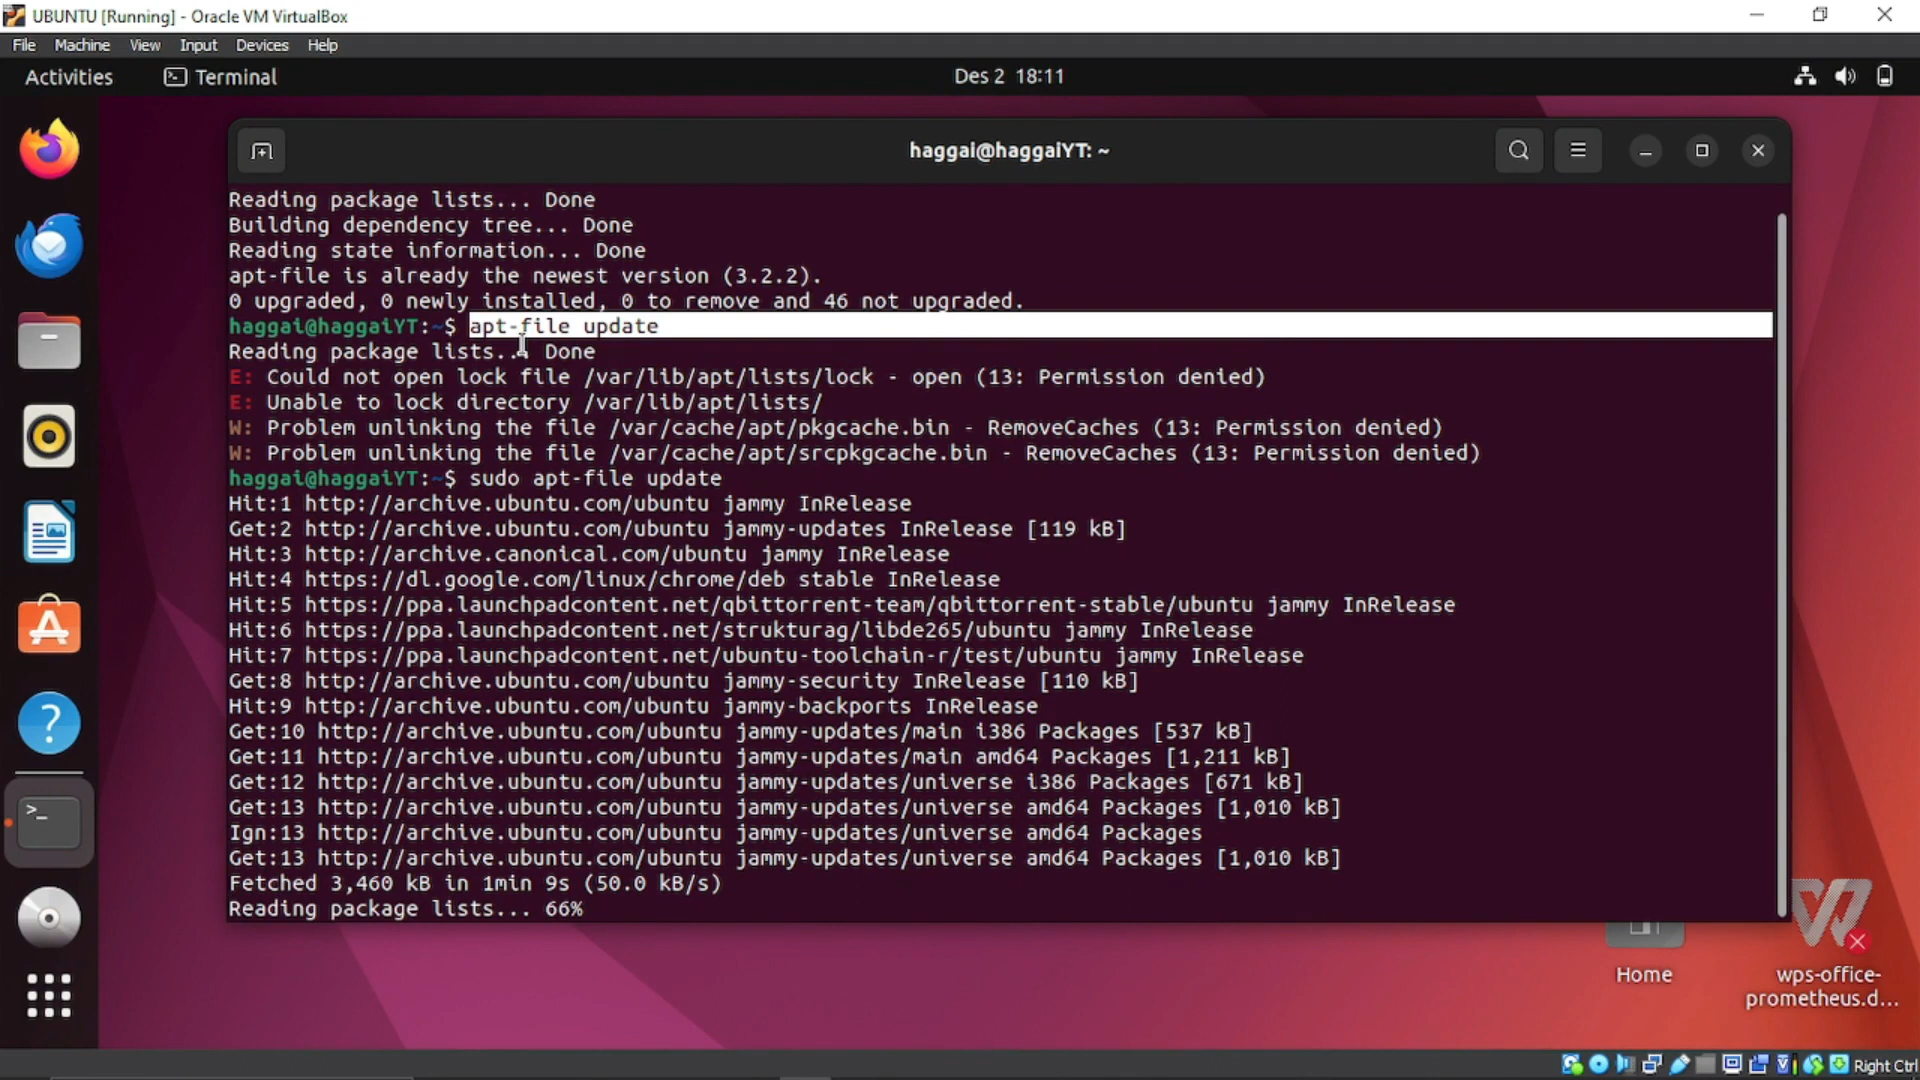 UBUNTU [Running] - Oracle VM VirtualBox
File Machine View Input Devices Help
Activities Terminal Des 2 18:11
haggai@haggaiYT: ~
Reading package lists... Done
Building dependency tree... Done
Reading state information... Done
apt-file is already the newest version (3.2.2).
0 upgraded, 0 newly installed, 0 to remove and 46 not upgraded.
haggai@haggaiYT:~$ apt-file update
Reading package lists... Done
E: Could not open lock file /var/lib/apt/lists/lock - open (13: Permission denied)
E: Unable to lock directory /var/lib/apt/lists/
W: Problem unlinking the file /var/cache/apt/pkgcache.bin - RemoveCaches (13: Permission denied)
W: Problem unlinking the file /var/cache/apt/srcpkgcache.bin - RemoveCaches (13: Permission denied)
haggai@haggaiYT:~$ sudo apt-file update
Hit:1 http://archive.ubuntu.com/ubuntu jammy InRelease
Get:2 http://archive.ubuntu.com/ubuntu jammy-updates InRelease [119 kB]
Hit:3 http://archive.canonical.com/ubuntu jammy InRelease
Hit:4 https://dl.google.com/linux/chrome/deb stable InRelease
Hit:5 https://ppa.launchpadcontent.net/qbittorrent-team/qbittorrent-stable/ubuntu jammy InRelease
Hit:6 https://ppa.launchpadcontent.net/strukturag/libde265/ubuntu jammy InRelease
Hit:7 https://ppa.launchpadcontent.net/ubuntu-toolchain-r/test/ubuntu jammy InRelease
Get:8 http://archive.ubuntu.com/ubuntu jammy-security InRelease [110 kB]
Hit:9 http://archive.ubuntu.com/ubuntu jammy-backports InRelease
Get:10 http://archive.ubuntu.com/ubuntu jammy-updates/main i386 Packages [537 kB]
Get:11 http://archive.ubuntu.com/ubuntu jammy-updates/main amd64 Packages [1,211 kB]
Get:12 http://archive.ubuntu.com/ubuntu jammy-updates/universe i386 Packages [671 kB]
Get:13 http://archive.ubuntu.com/ubuntu jammy-updates/universe amd64 Packages [1,010 kB]
Ign:13 http://archive.ubuntu.com/ubuntu jammy-updates/universe amd64 Packages
Get:13 http://archive.ubuntu.com/ubuntu jammy-updates/universe amd64 Packages [1,010 kB]
Fetched 3,460 kB in 1min 9s (50.0 kB/s)
Reading package lists... 66%
Home
wps-office-
prometheus.d...
Right Ctrl